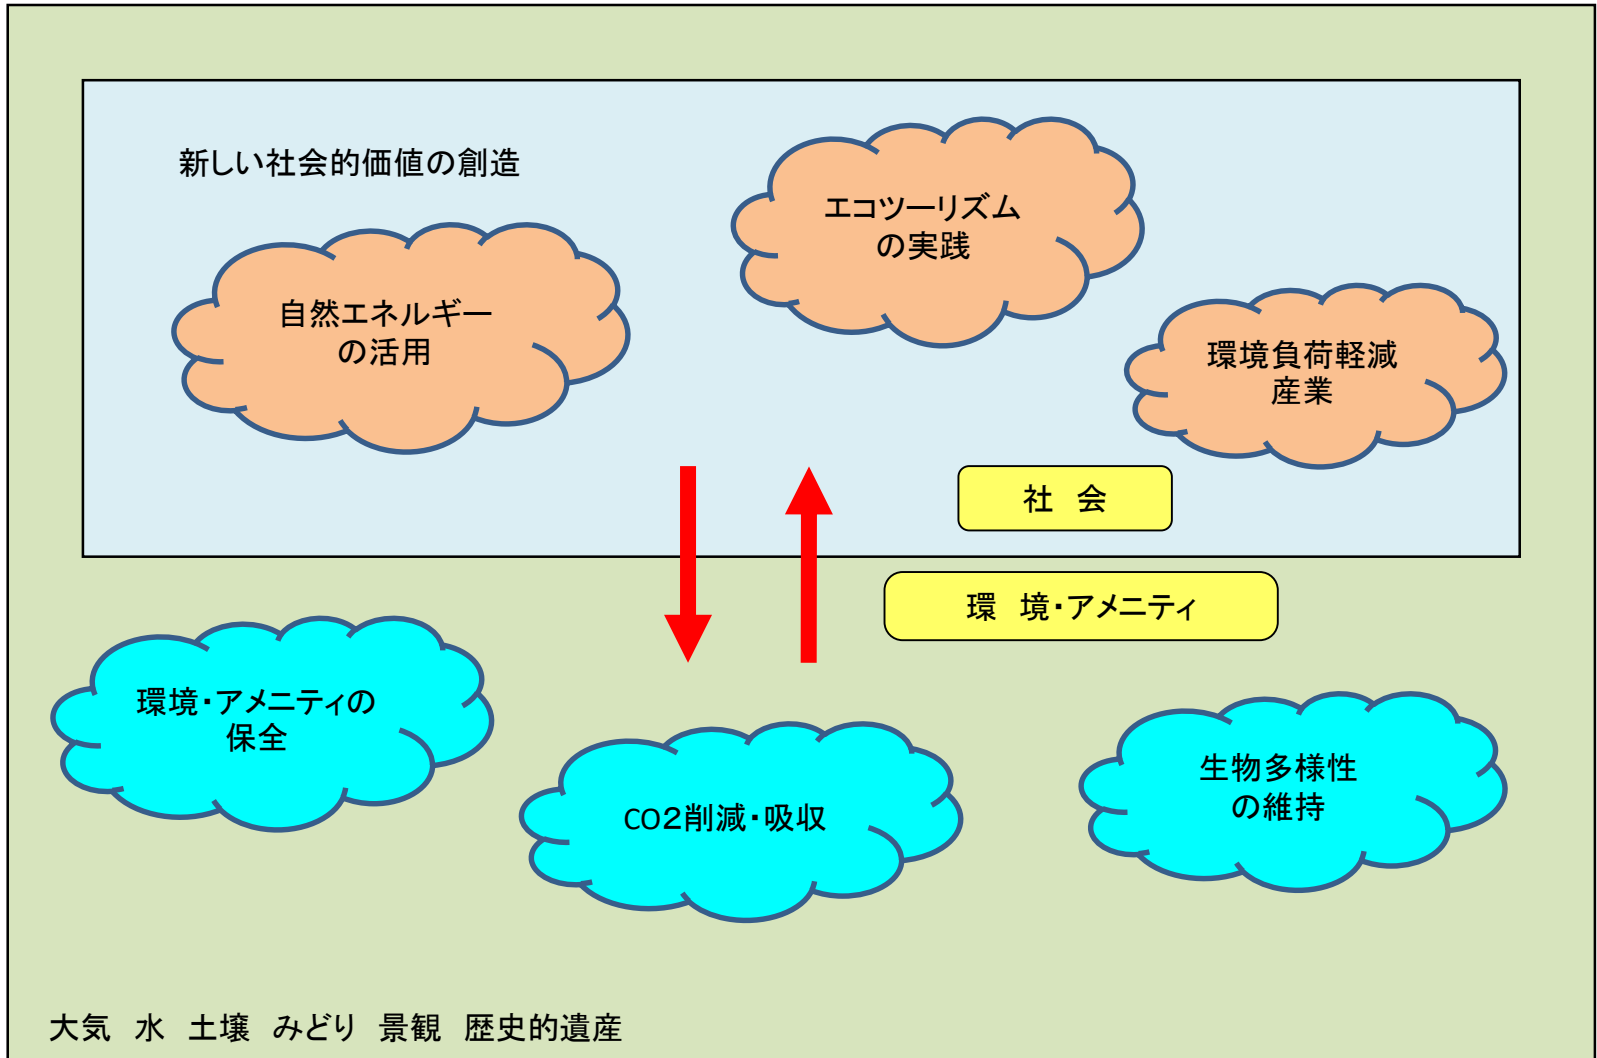 新しい社会的価値の創造
エコツーリズム
の実践
自然エネルギー
の活用
環境負荷軽減
産業
社　会
環　境・アメニティ
環境・アメニティの
保全
CO２削減・吸収
生物多様性
の維持
大気　水　土壌　みどり　景観　歴史的遺産